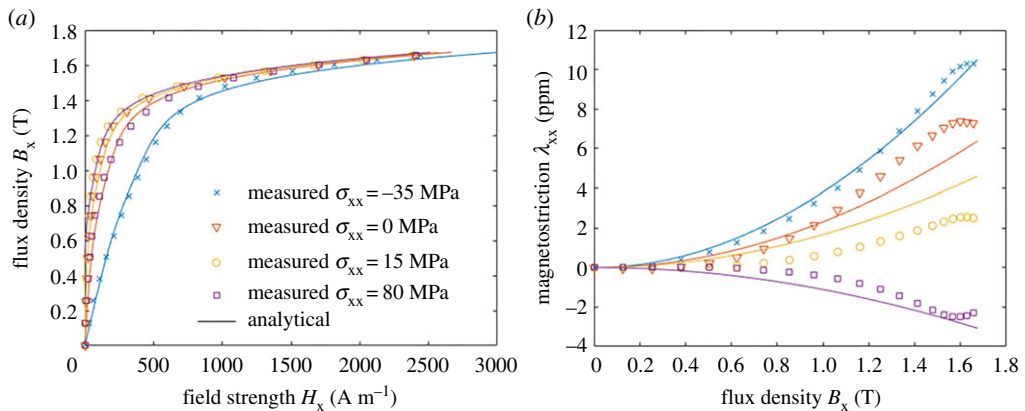 (a)
1.8
1.6
1.4
1.2
1.0
0.8
0.6
0.4
0.2
0 500 1000 1500 2000 2500 3000
flux density Bx (T)
field strength Hx (A m−1)
measured σxx = −35 MPa
measured σxx = 0 MPa
measured σxx = 15 MPa
measured σxx = 80 MPa
analytical
(b)
12
10
8
6
4
2
0
−2
−4
0 0.2 0.4 0.6 0.8 1.0 1.2 1.4 1.6 1.8
magnetostriction λxx (ppm)
flux density Bx (T)